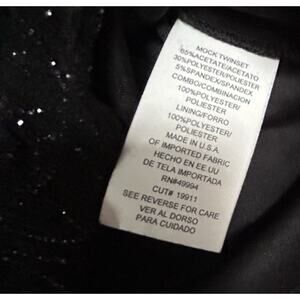 MOCK TWINSET
65%ACETATE/ACETATO
30%POLYESTER/POLIESTER
5%SPANDEX/SPANDEX
COMBO/COMBINACION
100%POLYESTER/
POLIESTER
LINING/FORRO
100%POLYESTER/
POLIESTER
MADE IN U.S.A.
OF IMPORTED FABRIC
HECHO EN EE.UU
DE TELA IMPORTADA
RN#49994
CUT# 19911
SEE REVERSE FOR CARE
VER AL DORSO
PARA CUIDADO